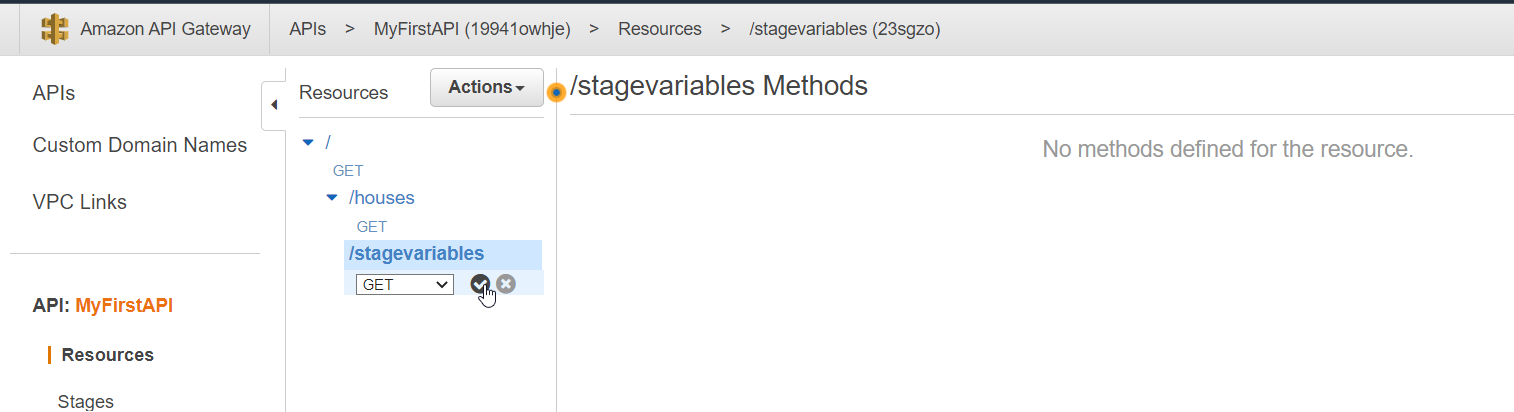 Amazon API Gateway APIs > MyFirstAPI (19941owhje) > Resources > /stagevariables (23sgzo)
APIs
Custom Domain Names
VPC Links
API: MyFirstAPI
Resources
Stages
Resources Actions
/
GET
/houses
GET
/stagevariables
GET
/stagevariables Methods
No methods defined for the resource.